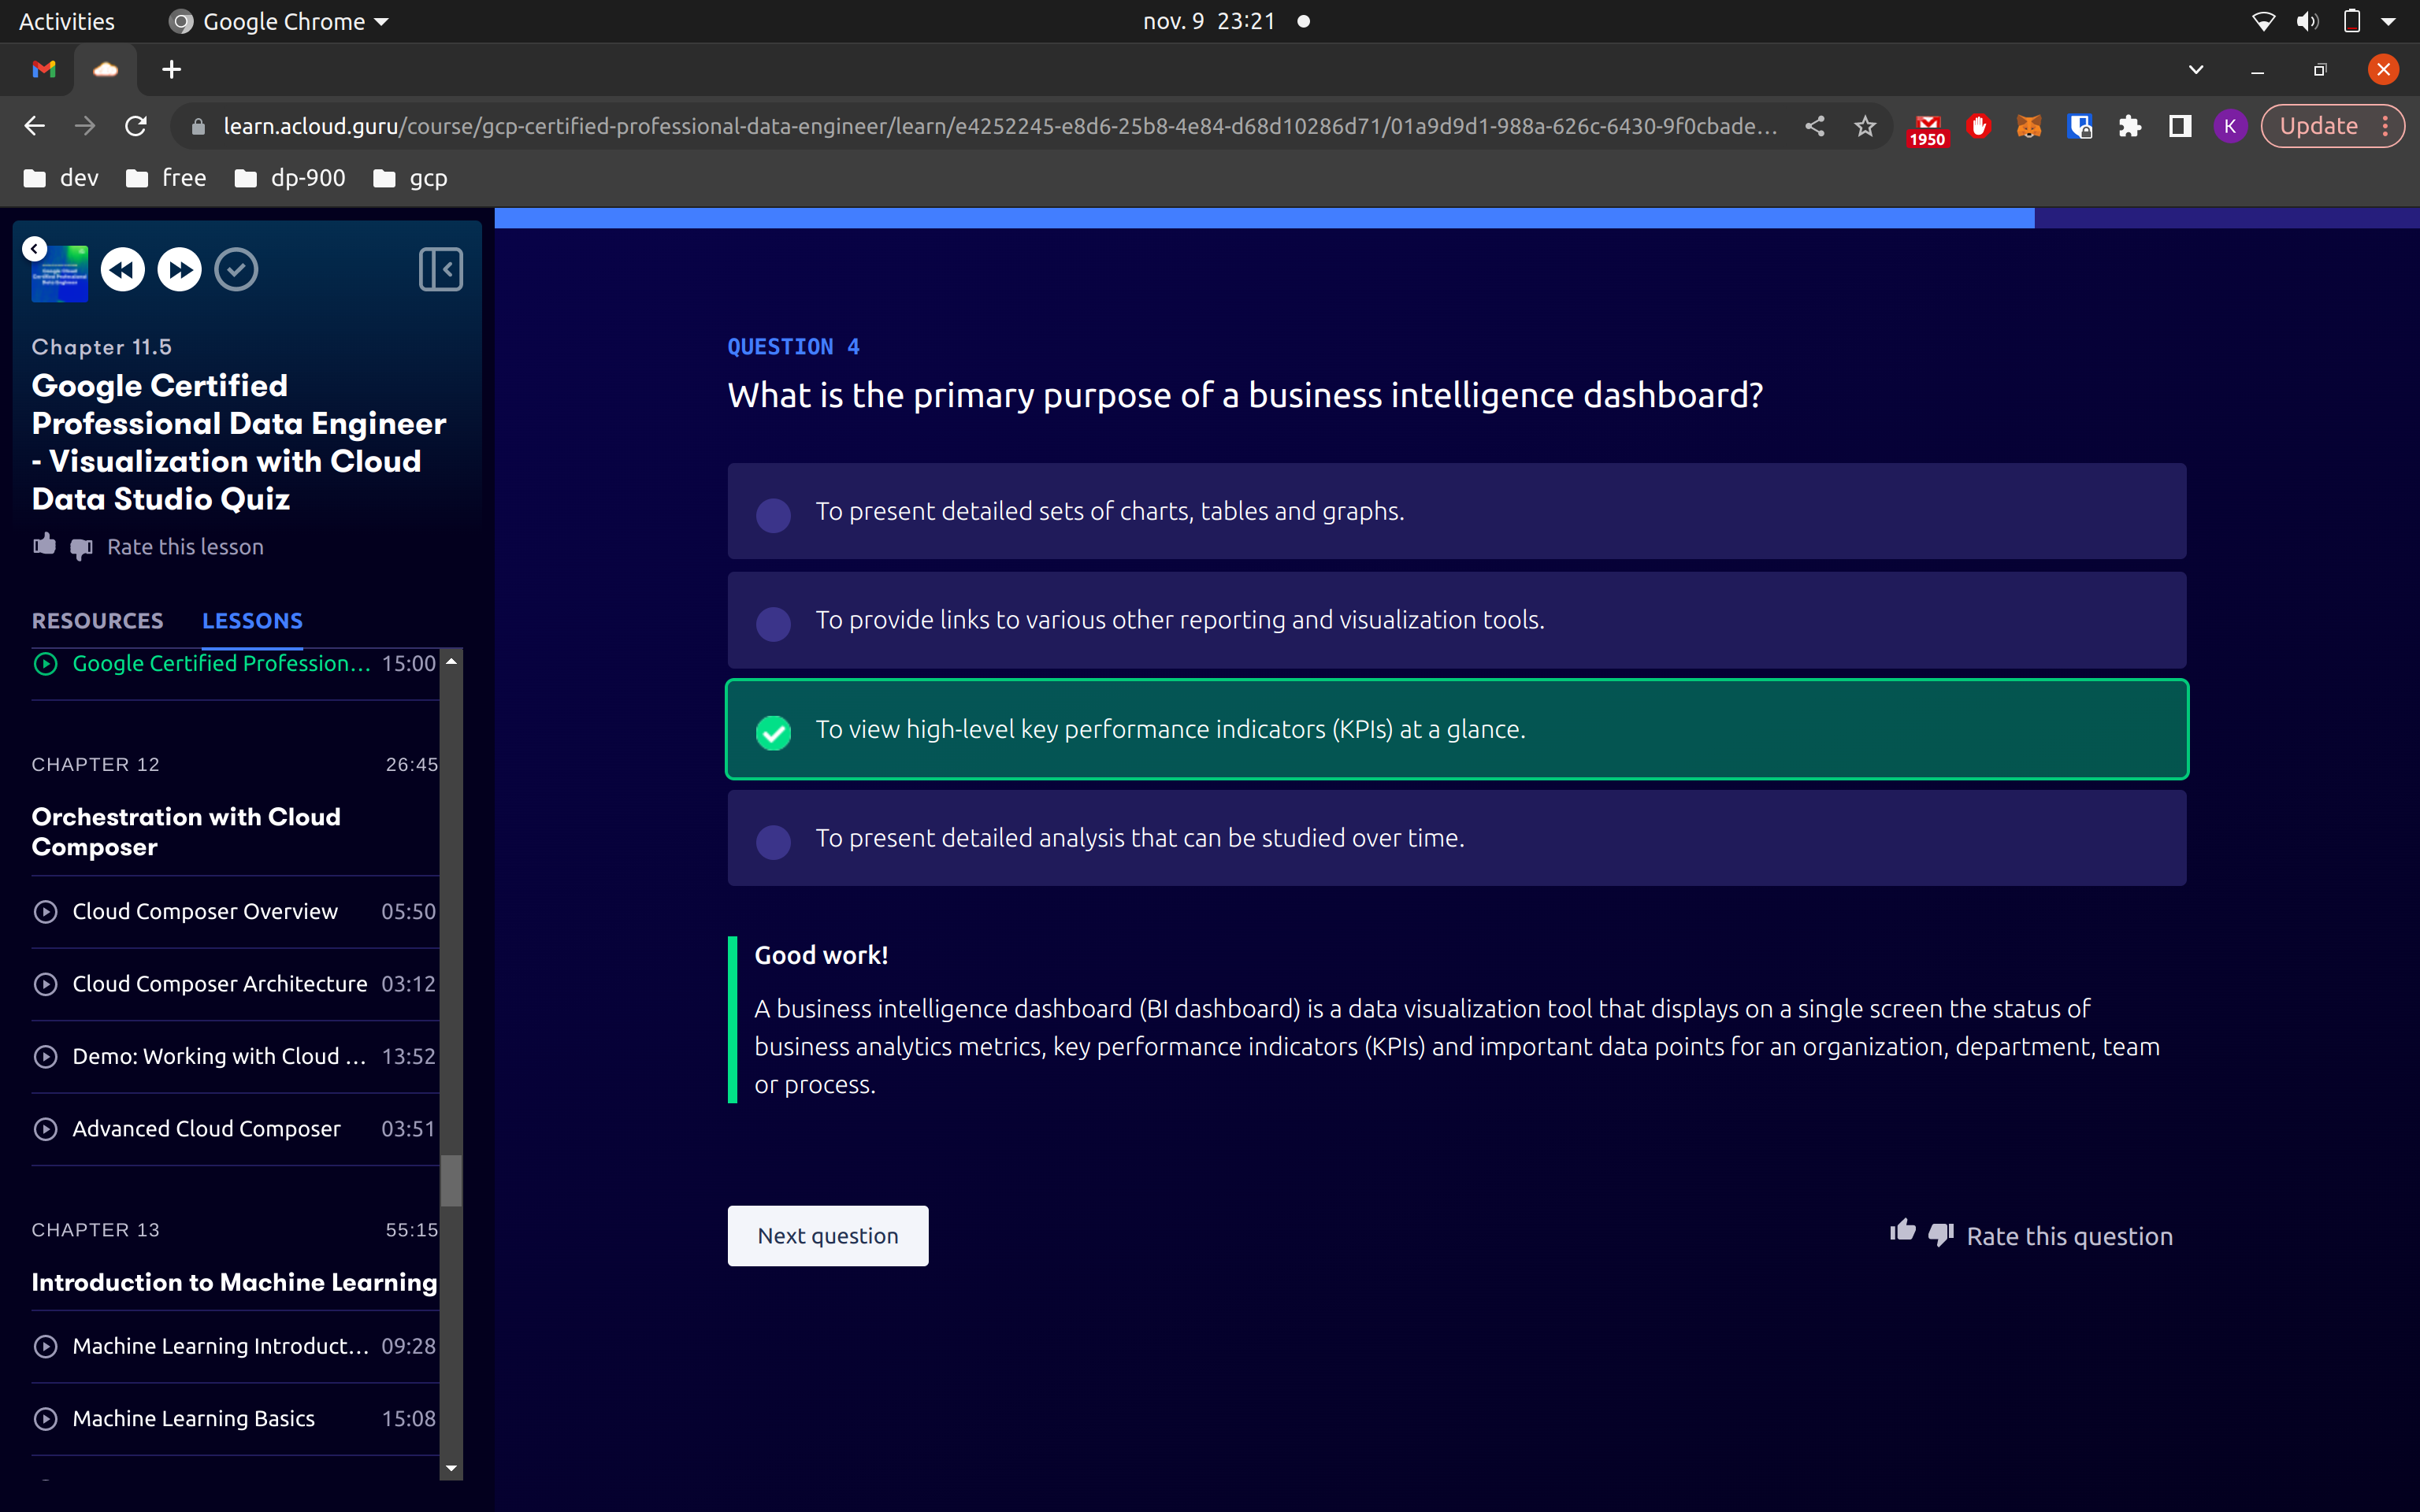 Activities
Google Chrome
nov. 9 23:21
learn.acloud.guru/course/gcp-certified-professional-data-engineer/learn/e4252245-e8d6-25b8-4e84-d68d10286d71/01a9d9d1-988a-626c-6430-9f0cbade...
1950
K
Update
dev
free
dp-900
gcp
Chapter 11.5
Google Certified
Professional Data Engineer
- Visualization with Cloud
Data Studio Quiz
Rate this lesson
RESOURCES
LESSONS
Google Certified Profession... 15:00
CHAPTER 12 26:45
Orchestration with Cloud
Composer
Cloud Composer Overview 05:50
Cloud Composer Architecture 03:12
Demo: Working with Cloud ... 13:52
Advanced Cloud Composer 03:51
CHAPTER 13 55:15
Introduction to Machine Learning
Machine Learning Introduct... 09:28
Machine Learning Basics 15:08
QUESTION 4
What is the primary purpose of a business intelligence dashboard?
To present detailed sets of charts, tables and graphs.
To provide links to various other reporting and visualization tools.
To view high-level key performance indicators (KPIs) at a glance.
To present detailed analysis that can be studied over time.
Good work!
A business intelligence dashboard (BI dashboard) is a data visualization tool that displays on a single screen the status of
business analytics metrics, key performance indicators (KPIs) and important data points for an organization, department, team
or process.
Next question
Rate this question